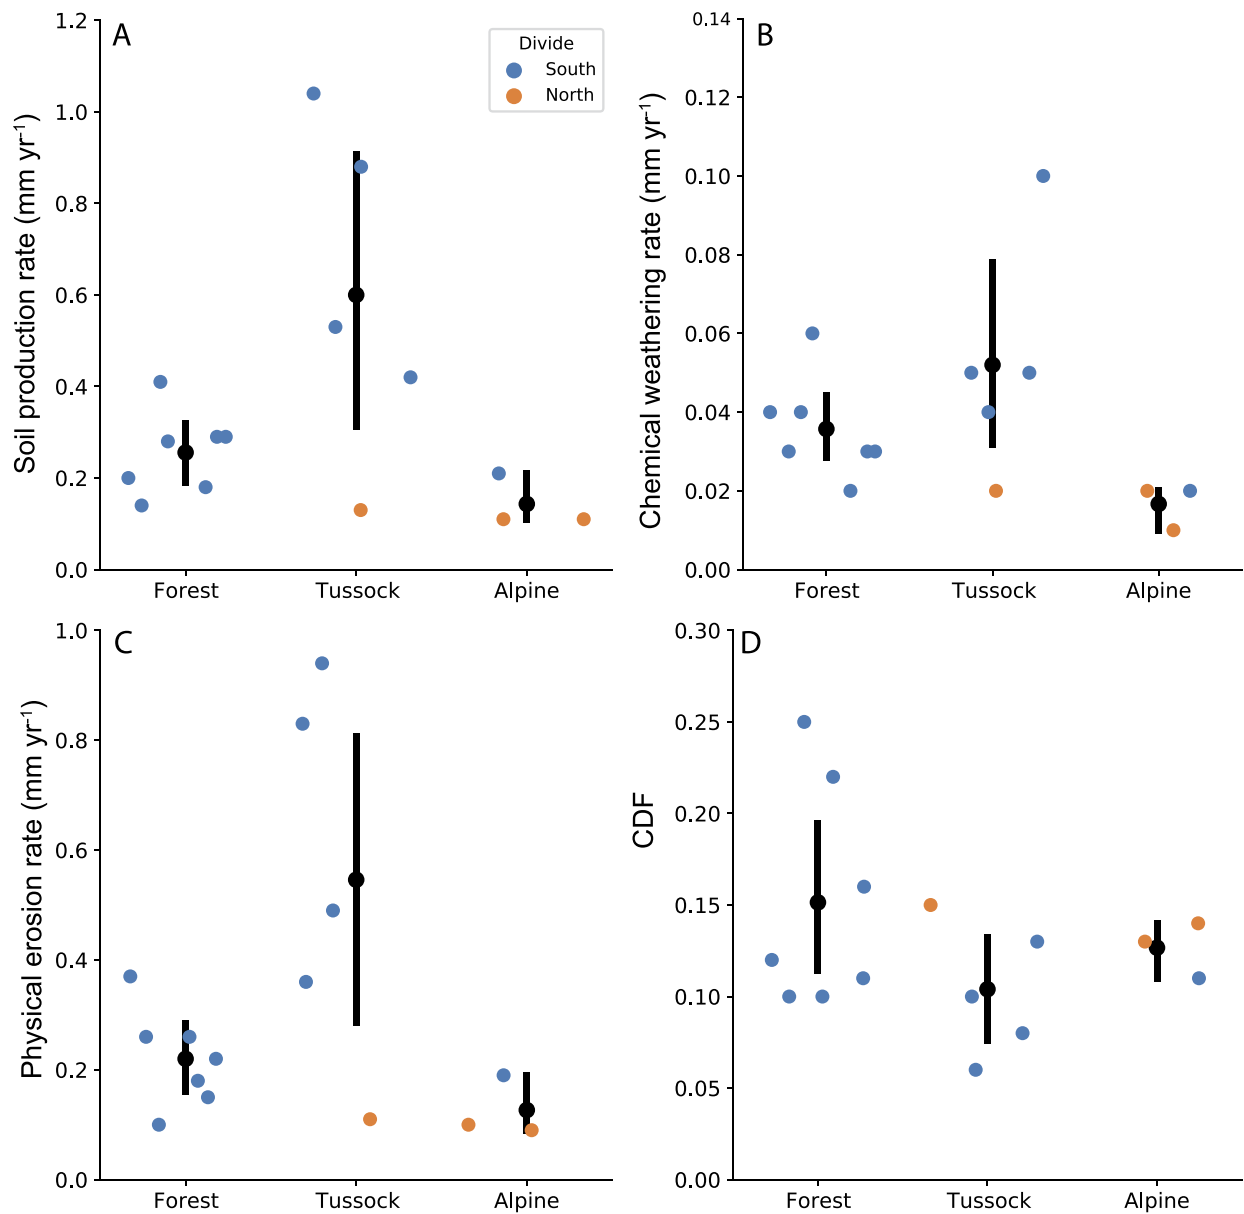 A
Soil production rate (mm yr⁻¹)
1.2
1.0
0.8
0.6
0.4
0.2
0.0
Divide
South
North
Forest Tussock Alpine
B
Chemical weathering rate (mm yr⁻¹)
0.14
0.12
0.10
0.08
0.06
0.04
0.02
0.00
Forest Tussock Alpine
C
Physical erosion rate (mm yr⁻¹)
1.0
0.8
0.6
0.4
0.2
0.0
Forest Tussock Alpine
D
CDF
0.30
0.25
0.20
0.15
0.10
0.05
0.00
Forest Tussock Alpine